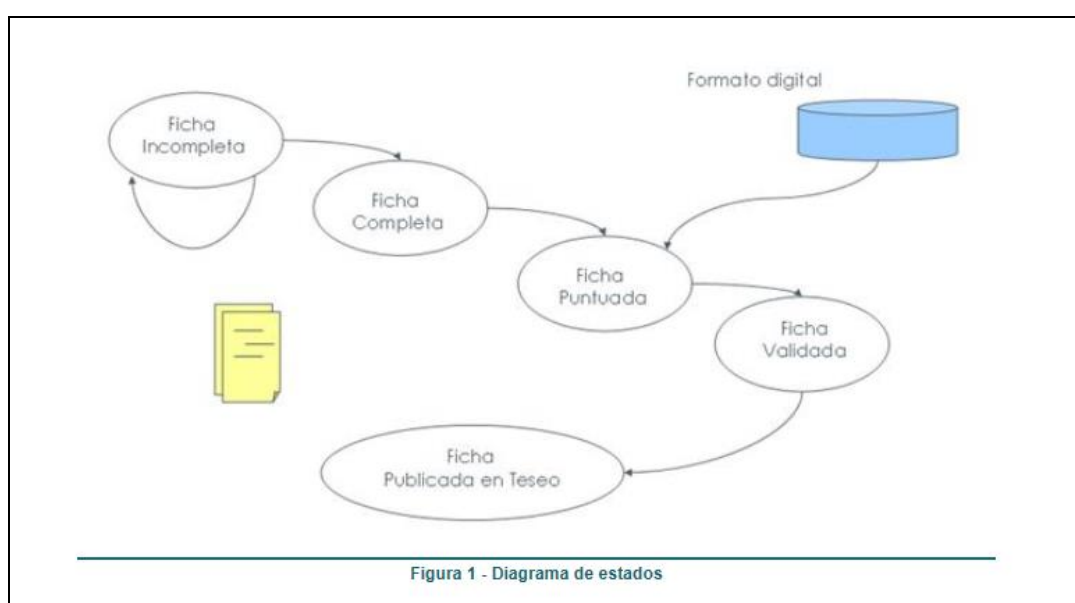 Formato digital
Ficha
Incompleta
Ficha
Completa
Ficha
Puntuada
Ficha
Validada
Ficha
Publicada en Teseo
Figura 1 - Diagrama de estados